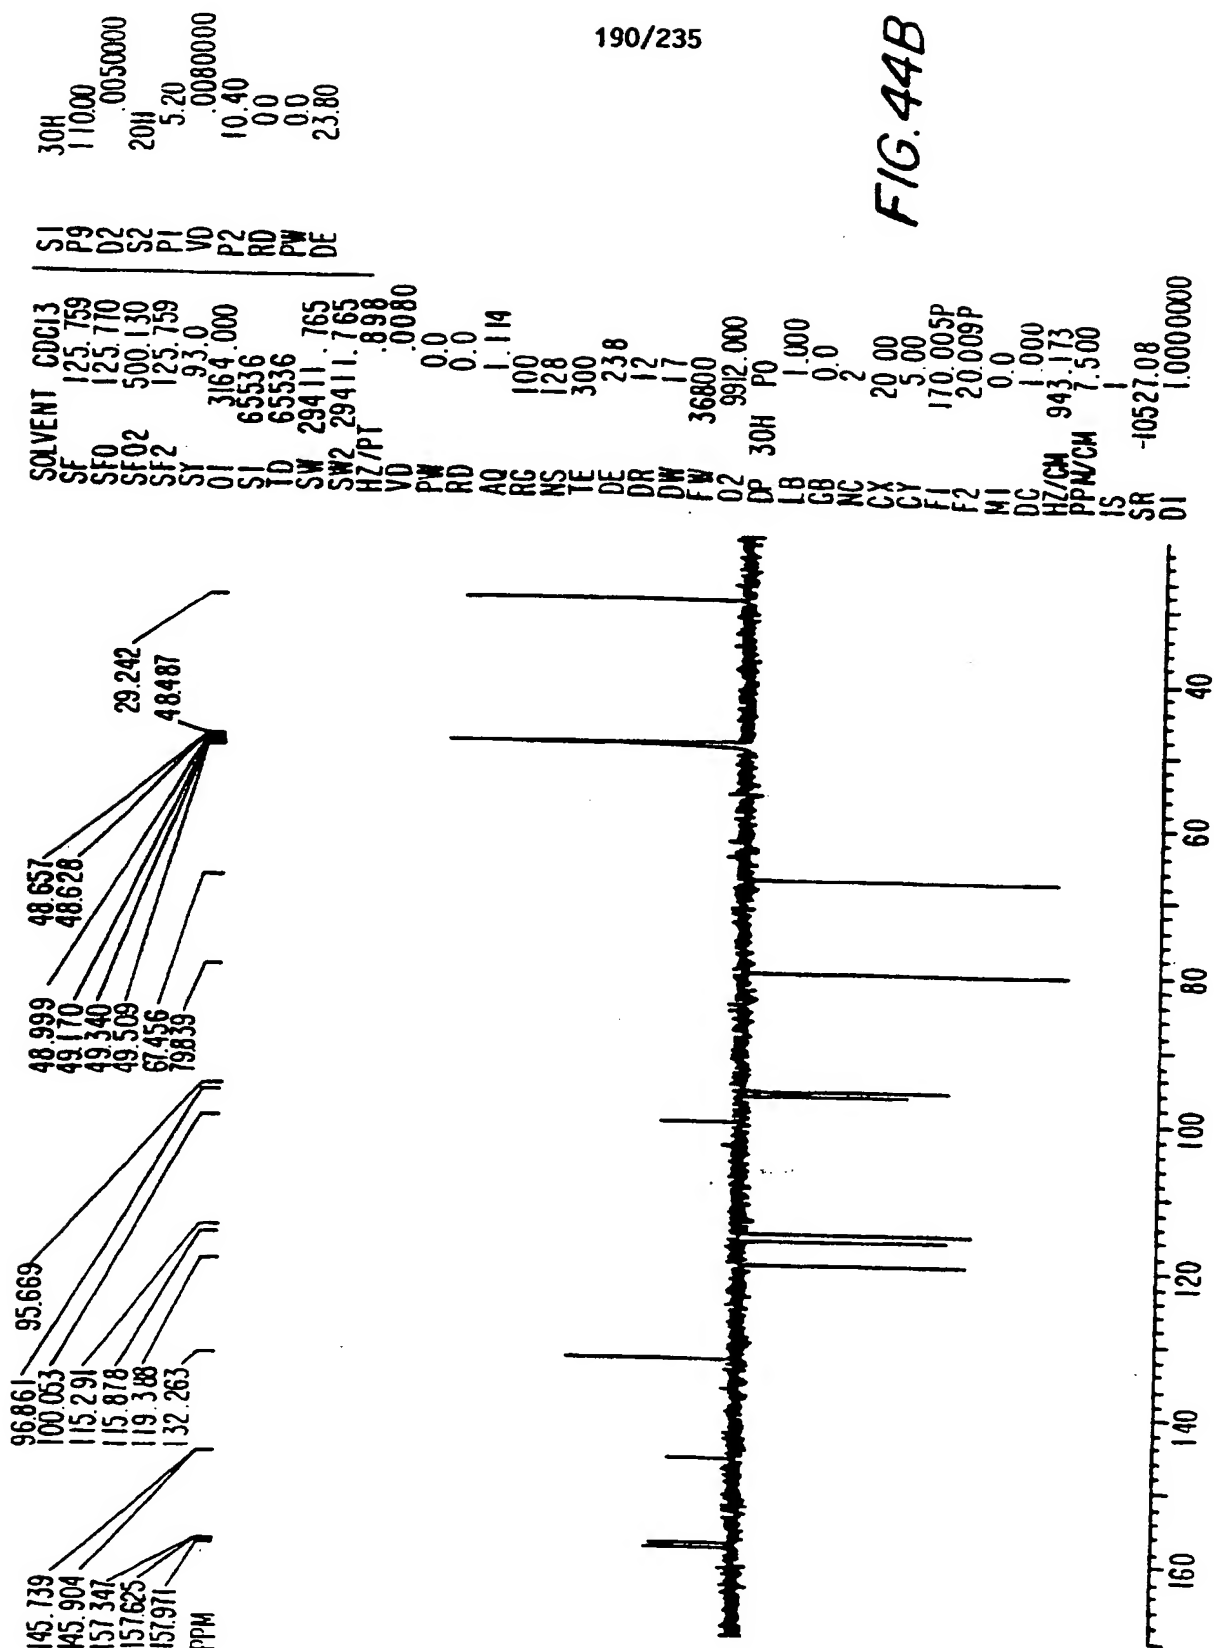 190/235
FIG. 44B
SOLVENT CDCl3
SF 125.759
SFO 125.770
SFO2 500.130
SF2 125.759
SY 93.0
O1 3164.000
SI 65536
TD 65536
SW 29411.765
SW2 29411.765
HZ/PT .898
VD .0080
PW 0.0
RD 0.0
AQ 1.114
RG 100
NS 128
TE 300
DE 23.8
DR 12
DW 17
FW 36800
O2 9912.000
DP 30H PO
LB 1.000
GB 0.0
NC 2
CX 20.00
CY 5.00
F1 170.005P
F2 20.009P
MI 0.0
DC 1.000
HZ/CM 943.173
PPM/CM 7.500
IS 1
SR -10527.08
D1 1.0000000
S1 30H
P9 110.00
D2 .0050000
S2 20H
P1 5.20
VD .0080000
P2 10.40
RD 0.0
PW 0.0
DE 23.80
29.242
48.487
48.657
48.628
48.999
49.170
49.340
49.509
67.456
79.839
95.669
96.861
100.053
115.291
115.878
119.388
132.263
145.739
145.904
157.347
157.625
157.971
PPM
160 140 120 100 80 60 40